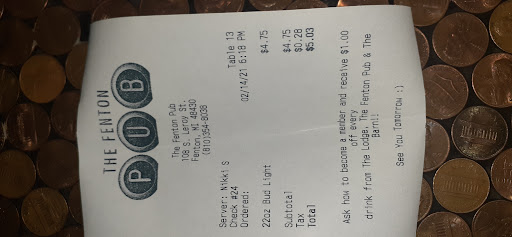 THE FENTON
PUB
The Fenton Pub
108 S. Leroy St.
Fenton, MI 48430
(810)354-8038
Server: Nikki S
Check #24 Table 13
Ordered: 02/14/21 6:18 PM
22oz Bud Light $4.75
Subtotal $4.75
Tax $0.28
Total $5.03
Ask how to become a member and receive $1.00
off every
drink from The Lodge, The Fenton Pub & The
Barn!!
See You Tomorrow :)